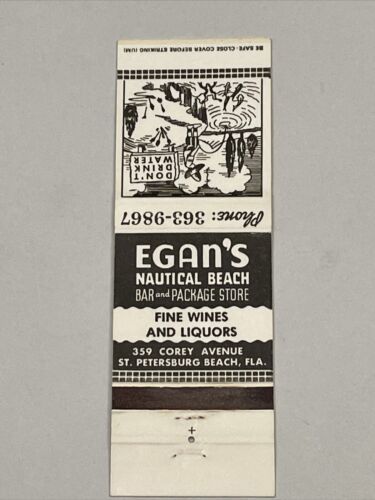 BE SAFE - CLOSE COVER BEFORE STRIKING (UM)
DON'T
DRINK
WATER
Phone: 363-9867
EGAN'S
NAUTICAL BEACH
BAR and PACKAGE STORE
FINE WINES
AND LIQUORS
359 COREY AVENUE
ST. PETERSBURG BEACH, FLA.